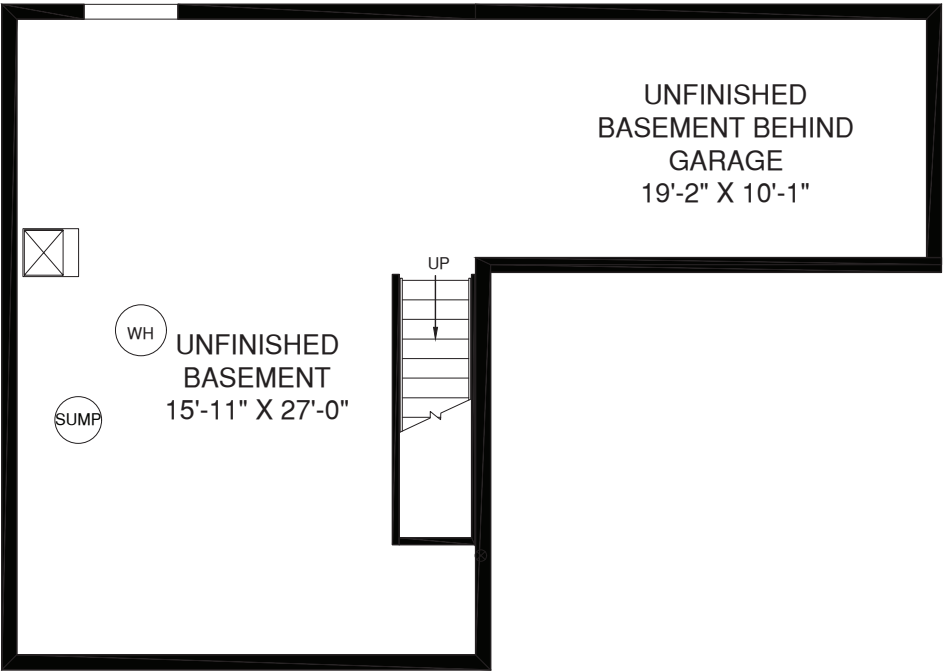 UNFINISHED
BASEMENT BEHIND
GARAGE
19'-2" X 10'-1"
UP
WH
UNFINISHED
BASEMENT
15'-11" X 27'-0"
SUMP